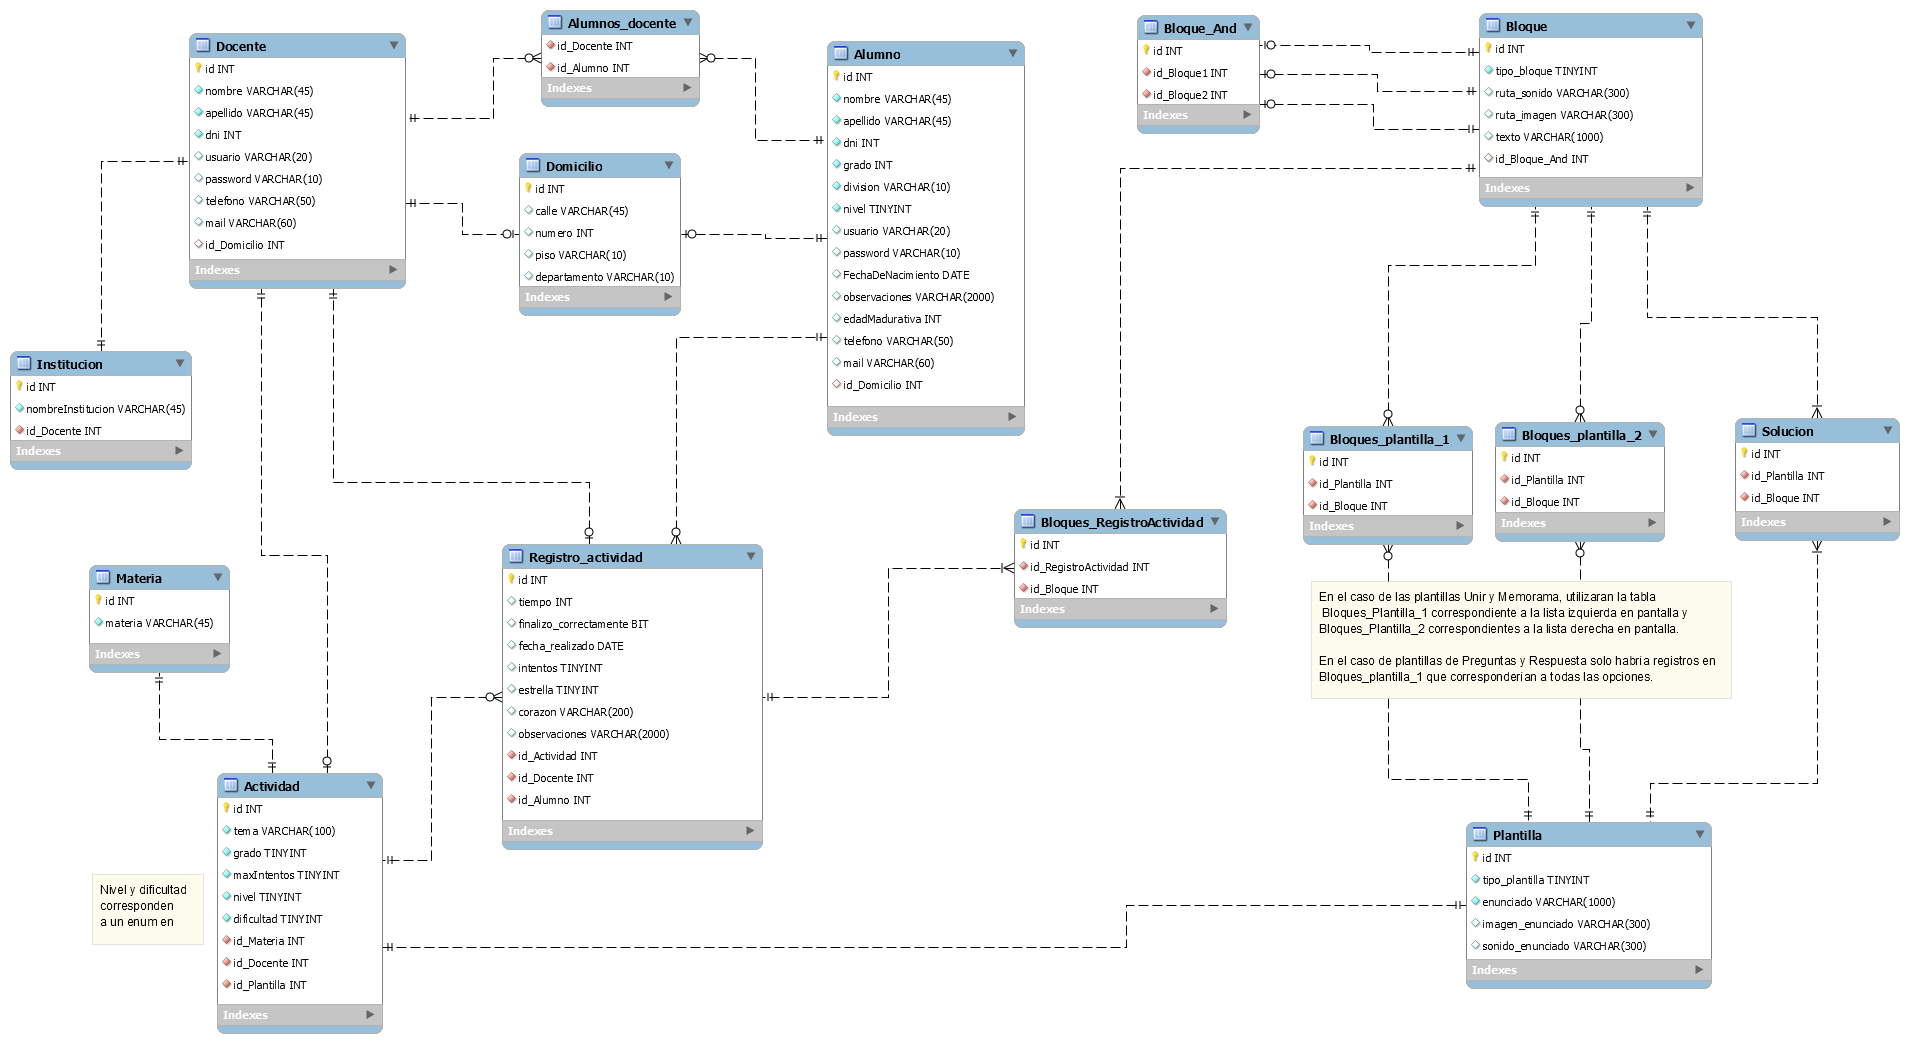 Docente
id INT
nombre VARCHAR(45)
apellido VARCHAR(45)
dni INT
usuario VARCHAR(20)
password VARCHAR(10)
telefono VARCHAR(50)
mail VARCHAR(60)
id_Domicilio INT
Indexes
Alumnos_docente
id_Docente INT
id_Alumno INT
Indexes
Domicilio
id INT
calle VARCHAR(45)
numero INT
piso VARCHAR(10)
departamento VARCHAR(10)
Indexes
Alumno
id INT
nombre VARCHAR(45)
apellido VARCHAR(45)
dni INT
grado INT
division VARCHAR(10)
nivel TINYINT
usuario VARCHAR(20)
password VARCHAR(10)
FechaDeNacimiento DATE
observaciones VARCHAR(2000)
edadMadurativa INT
telefono VARCHAR(50)
mail VARCHAR(60)
id_Domicilio INT
Indexes
Bloque_And
id INT
id_Bloque1 INT
id_Bloque2 INT
Indexes
Bloque
id INT
tipo_bloque TINYINT
ruta_sonido VARCHAR(300)
ruta_imagen VARCHAR(300)
texto VARCHAR(1000)
id_Bloque_And INT
Indexes
Institucion
id INT
nombreInstitucion VARCHAR(45)
id_Docente INT
Indexes
Bloques_plantilla_1
id INT
id_Plantilla INT
id_Bloque INT
Indexes
Bloques_plantilla_2
id INT
id_Plantilla INT
id_Bloque INT
Indexes
Solucion
id INT
id_Plantilla INT
id_Bloque INT
Indexes
Bloques_RegistroActividad
id INT
id_RegistroActividad INT
id_Bloque INT
Indexes
Registro_actividad
id INT
tiempo INT
finalizo_correctamente BIT
fecha_realizado DATE
intentos TINYINT
estrella TINYINT
corazon VARCHAR(200)
observaciones VARCHAR(2000)
id_Actividad INT
id_Docente INT
id_Alumno INT
Indexes
Materia
id INT
materia VARCHAR(45)
Indexes
En el caso de las plantillas Unir y Memorama, utilizaran la tabla
Bloques_Plantilla_1 correspondiente a la lista izquierda en pantalla y
Bloques_Plantilla_2 correspondientes a la lista derecha en pantalla.
En el caso de plantillas de Preguntas y Respuesta solo habría registros en
Bloques_plantilla_1 que corresponderían a todas las opciones.
Actividad
id INT
tema VARCHAR(100)
grado TINYINT
maxIntentos TINYINT
nivel TINYINT
dificultad TINYINT
id_Materia INT
id_Docente INT
id_Plantilla INT
Indexes
Nivel y dificultad
corresponden
a un enum en
Plantilla
id INT
tipo_plantilla TINYINT
enunciado VARCHAR(1000)
imagen_enunciado VARCHAR(300)
sonido_enunciado VARCHAR(300)
Indexes